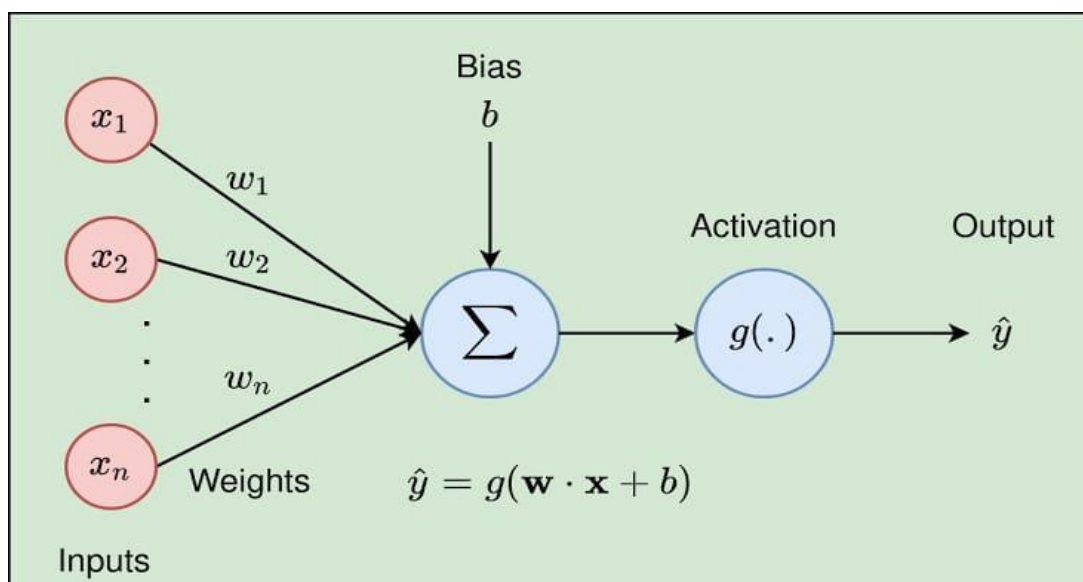 Bias
b
x₁
w₁
Activation
Output
x₂
w₂
∑
g(.)
ŷ
wₙ
xₙ
Weights
ŷ = g(w · x + b)
Inputs